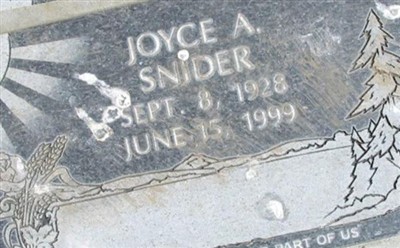 JOYCE A.
SNIDER
SEPT. 8, 1928
JUNE 15, 1999
PART OF US